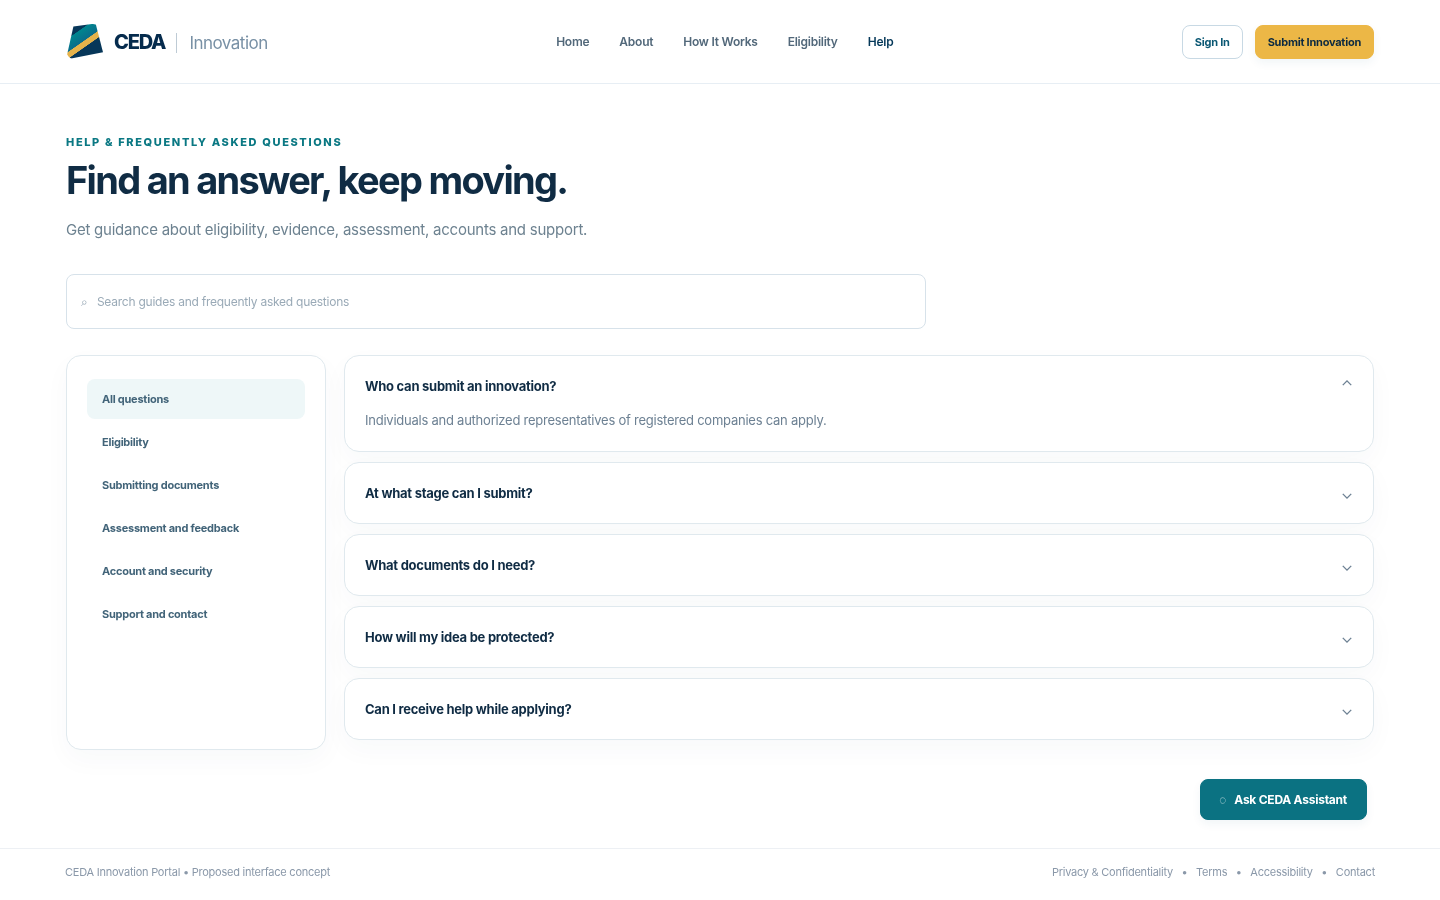 CEDA Innovation
Home About How It Works Eligibility Help
Sign In Submit Innovation
HELP & FREQUENTLY ASKED QUESTIONS
Find an answer, keep moving.
Get guidance about eligibility, evidence, assessment, accounts and support.
Search guides and frequently asked questions
All questions
Eligibility
Submitting documents
Assessment and feedback
Account and security
Support and contact
Who can submit an innovation?
Individuals and authorized representatives of registered companies can apply.
At what stage can I submit?
What documents do I need?
How will my idea be protected?
Can I receive help while applying?
Ask CEDA Assistant
CEDA Innovation Portal • Proposed interface concept
Privacy & Confidentiality • Terms • Accessibility • Contact